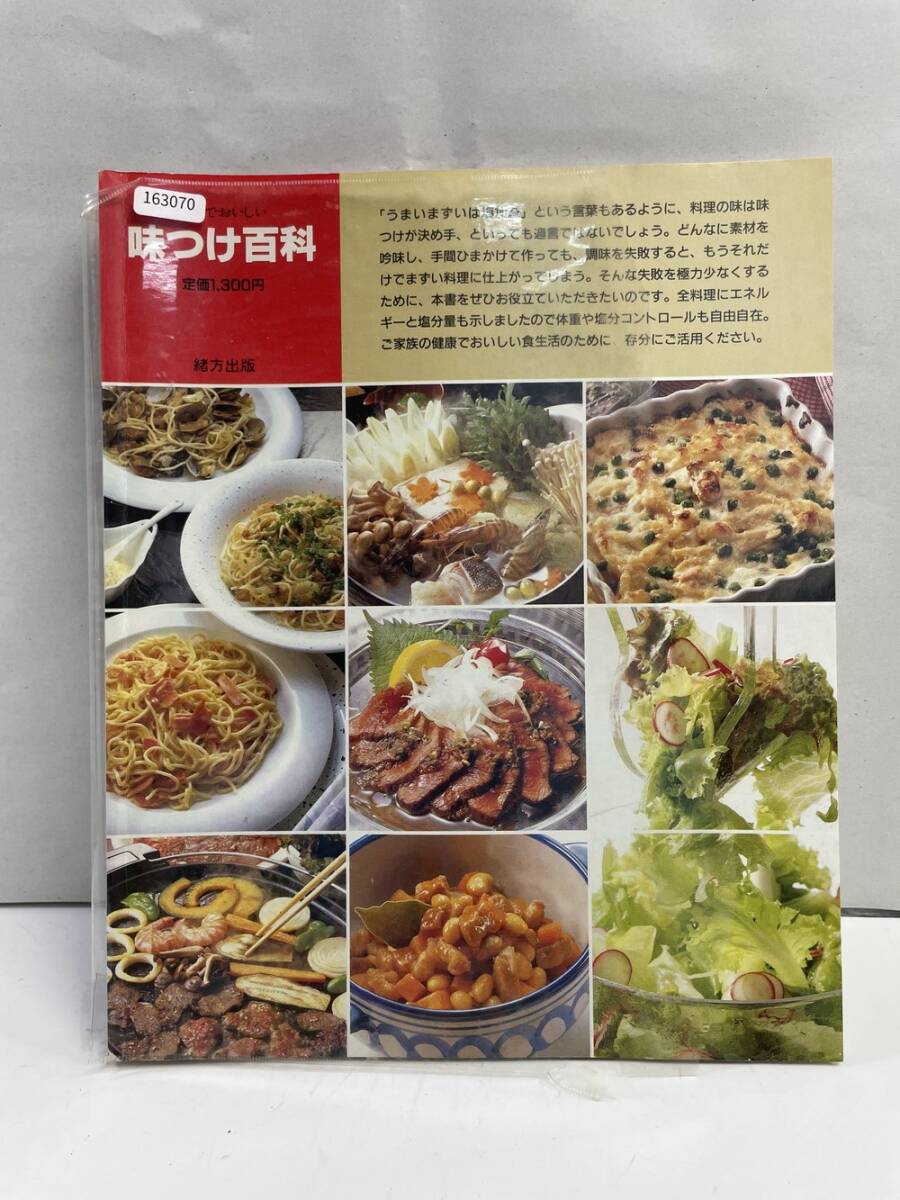 163070
でおいしい
味つけ百科
定価1,300円
緒方出版
「うまいまずいは塩加減」という言葉もあるように、料理の味は味
つけが決め手、といっても過言ではないでしょう。どんなに素材を
吟味し、手間ひまかけて作っても、調味を失敗すると、もうそれだ
けでまずい料理に仕上がってしまう。そんな失敗を極力少なくする
ために、本書をぜひお役立ていただきたいのです。全料理にエネル
ギーと塩分量も示しましたので体重や塩分コントロールも自由自在。
ご家族の健康でおいしい食生活のために、存分にご活用ください。